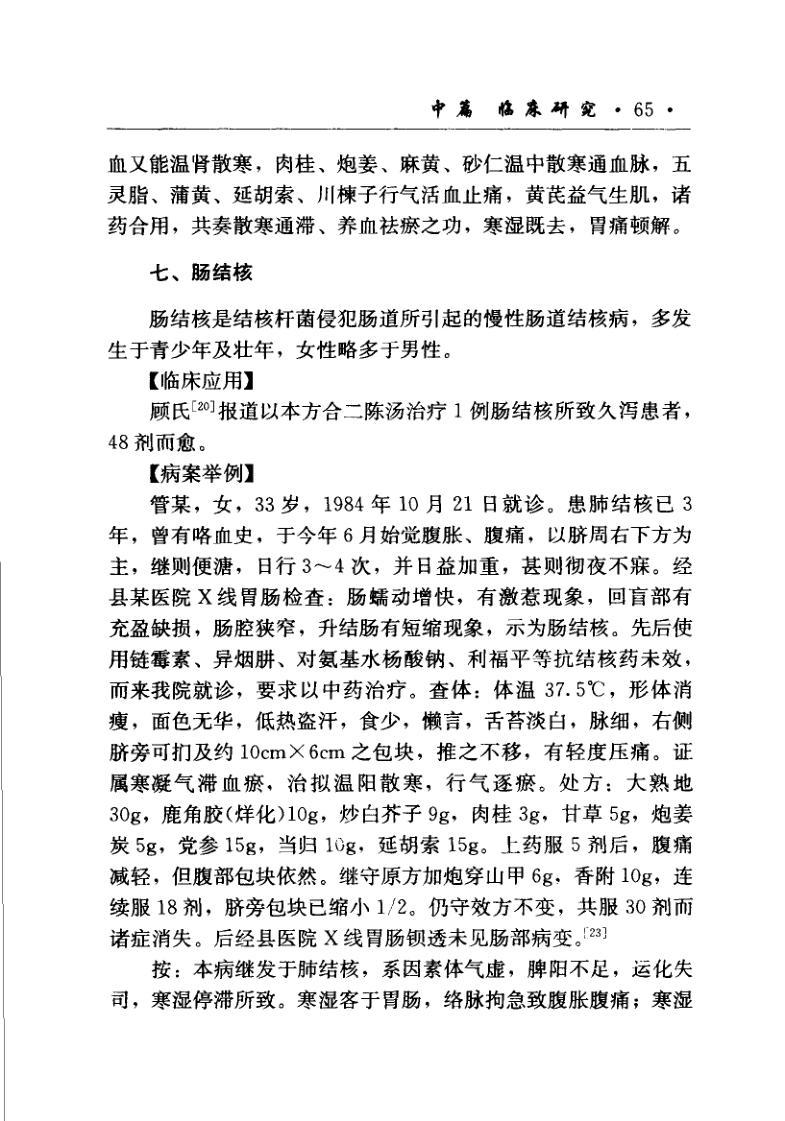 中篇　临床研究 · 65 ·
血又能温肾散寒，肉桂、炮姜、麻黄、砂仁温中散寒通血脉，五
灵脂、蒲黄、延胡索、川楝子行气活血止痛，黄芪益气生肌，诸
药合用，共奏散寒通滞、养血祛瘀之功，寒湿既去，胃痛顿解。
七、肠结核
肠结核是结核杆菌侵犯肠道所引起的慢性肠道结核病，多发
生于青少年及壮年，女性略多于男性。
【临床应用】
顾氏[20]报道以本方合二陈汤治疗 1 例肠结核所致久泻患者，
48 剂而愈。
【病案举例】
管某，女，33 岁，1984 年 10 月 21 日就诊。患肺结核已 3
年，曾有咯血史，于今年 6 月始觉腹胀、腹痛，以脐周右下方为
主，继则便溏，日行 3～4 次，并日益加重，甚则彻夜不寐。经
县某医院 X 线胃肠检查：肠蠕动增快，有激惹现象，回盲部有
充盈缺损，肠腔狭窄，升结肠有短缩现象，示为肠结核。先后使
用链霉素、异烟肼、对氨基水杨酸钠、利福平等抗结核药未效，
而来我院就诊，要求以中药治疗。查体：体温 37.5℃，形体消
瘦，面色无华，低热盗汗，食少，懒言，舌苔淡白，脉细，右侧
脐旁可扪及约 10cm×6cm 之包块，推之不移，有轻度压痛。证
属寒凝气滞血瘀，治拟温阳散寒，行气逐瘀。处方：大熟地
30g，鹿角胶(烊化)10g，炒白芥子 9g，肉桂 3g，甘草 5g，炮姜
炭 5g，党参 15g，当归 10g，延胡索 15g。上药服 5 剂后，腹痛
减轻，但腹部包块依然。继守原方加炮穿山甲 6g，香附 10g，连
续服 18 剂，脐旁包块已缩小 1/2。仍守效方不变，共服 30 剂而
诸症消失。后经县医院 X 线胃肠钡透未见肠部病变。[23]
按：本病继发于肺结核，系因素体气虚，脾阳不足，运化失
司，寒湿停滞所致。寒湿客于胃肠，络脉拘急致腹胀腹痛；寒湿